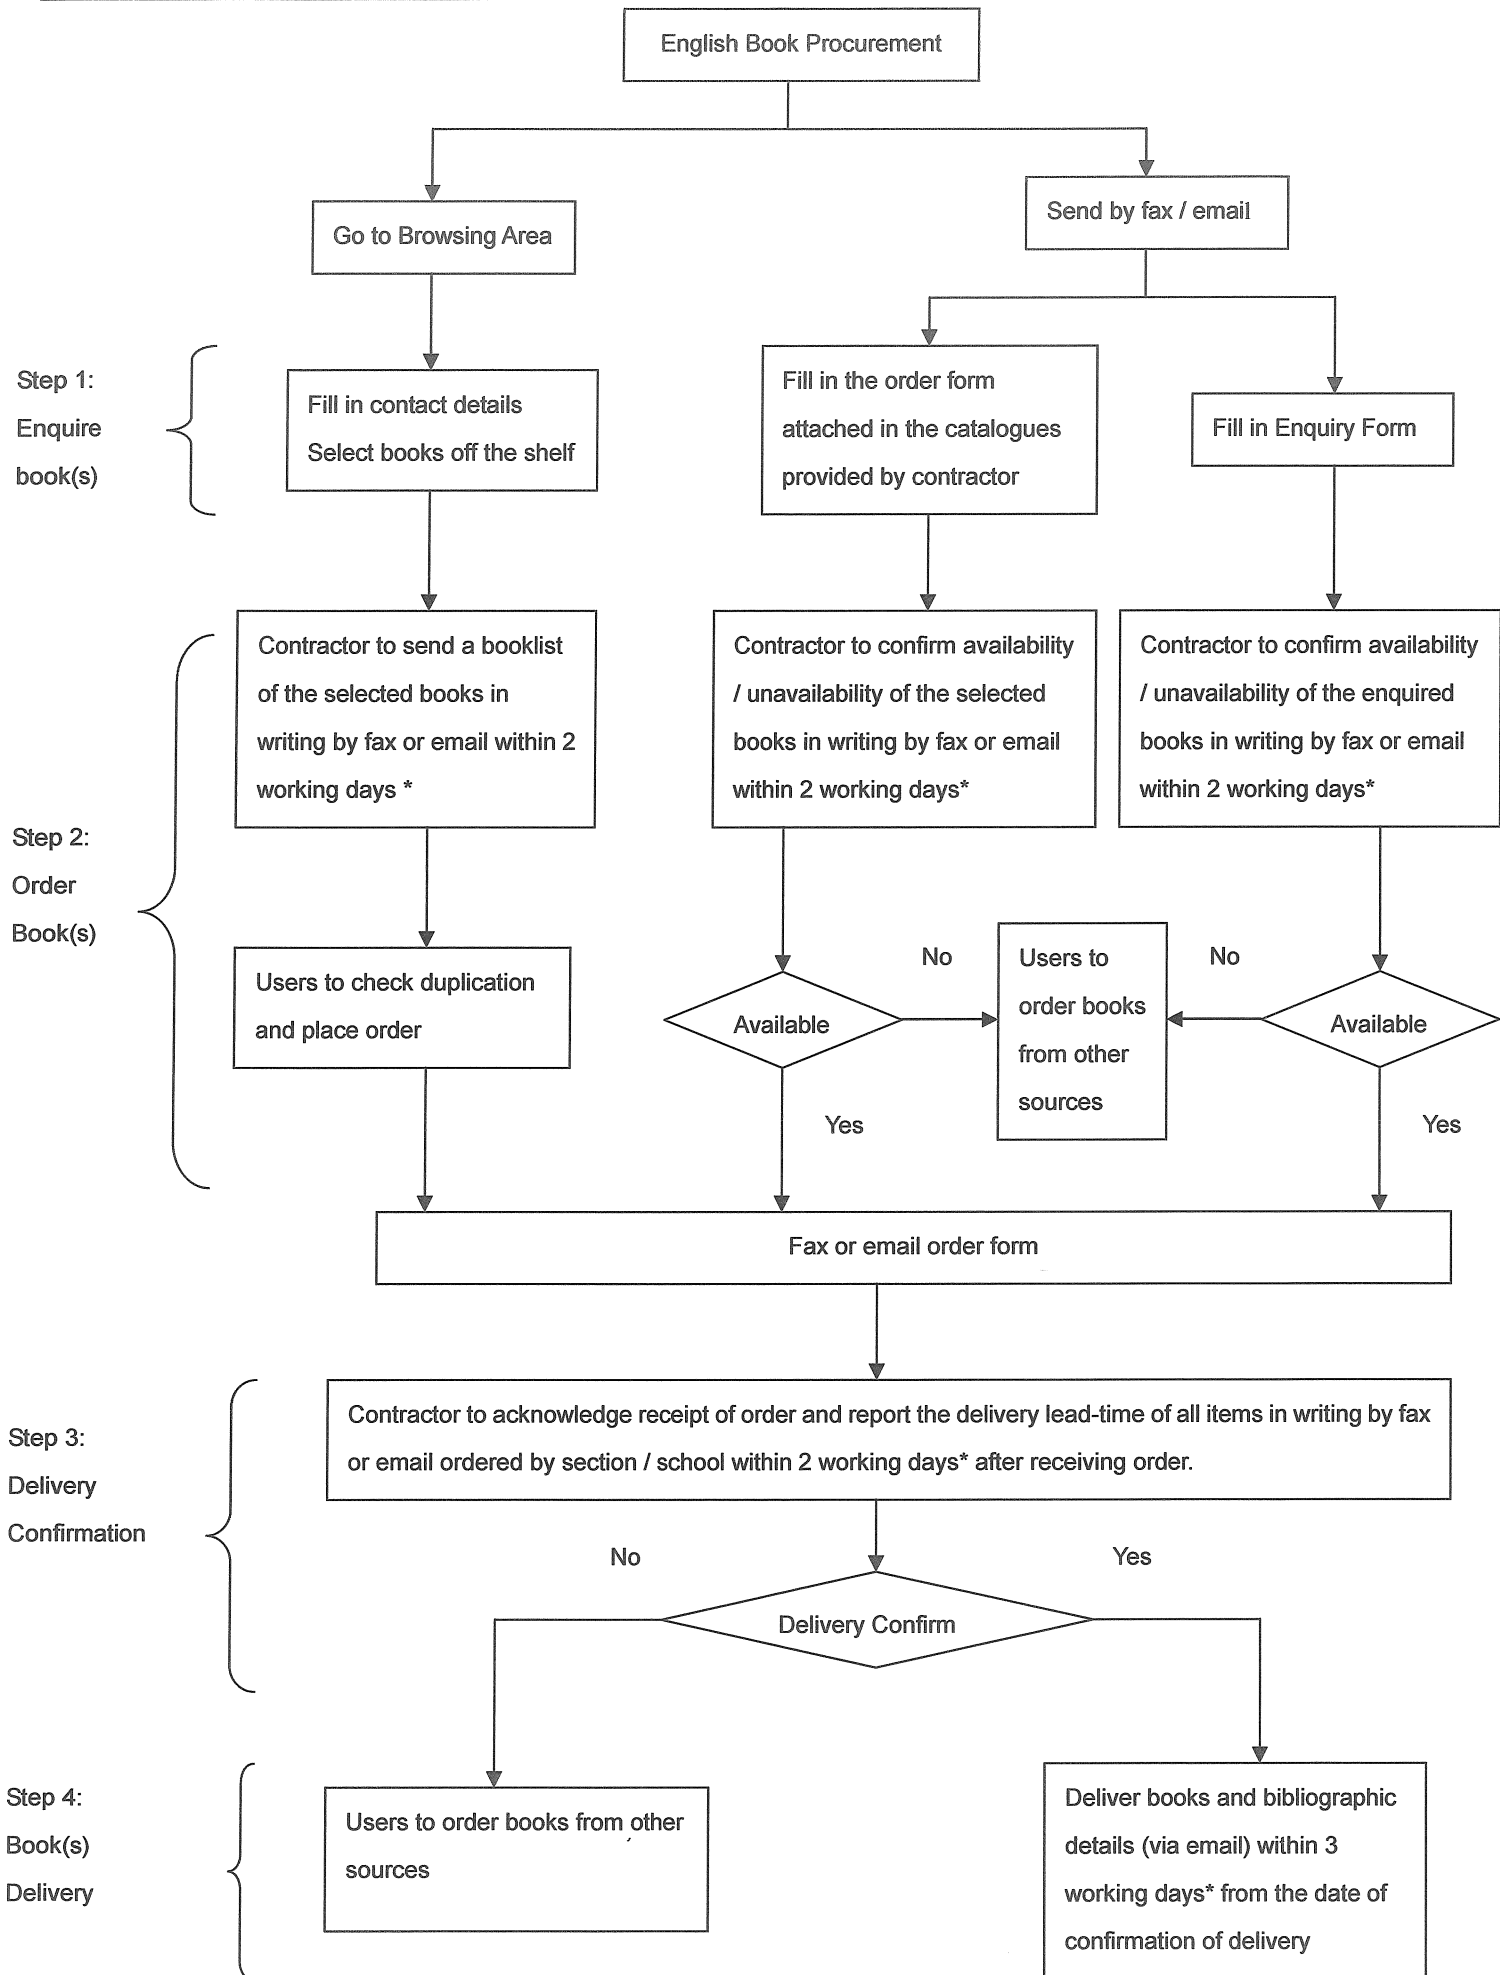 English Book Procurement
Go to Browsing Area
Send by fax / email
Step 1:
Enquire
book(s)
Fill in contact details
Select books off the shelf
Fill in the order form
attached in the catalogues
provided by contractor
Fill in Enquiry Form
Step 2:
Order
Book(s)
Contractor to send a booklist
of the selected books in
writing by fax or email within 2
working days *
Contractor to confirm availability
/ unavailability of the selected
books in writing by fax or email
within 2 working days*
Contractor to confirm availability
/ unavailability of the enquired
books in writing by fax or email
within 2 working days*
Users to check duplication
and place order
Available
No
Users to
order books
from other
sources
No
Available
Yes
Yes
Fax or email order form
Step 3:
Delivery
Confirmation
Contractor to acknowledge receipt of order and report the delivery lead-time of all items in writing by fax
or email ordered by section / school within 2 working days* after receiving order.
No
Yes
Delivery Confirm
Step 4:
Book(s)
Delivery
Users to order books from other
sources
Deliver books and bibliographic
details (via email) within 3
working days* from the date of
confirmation of delivery